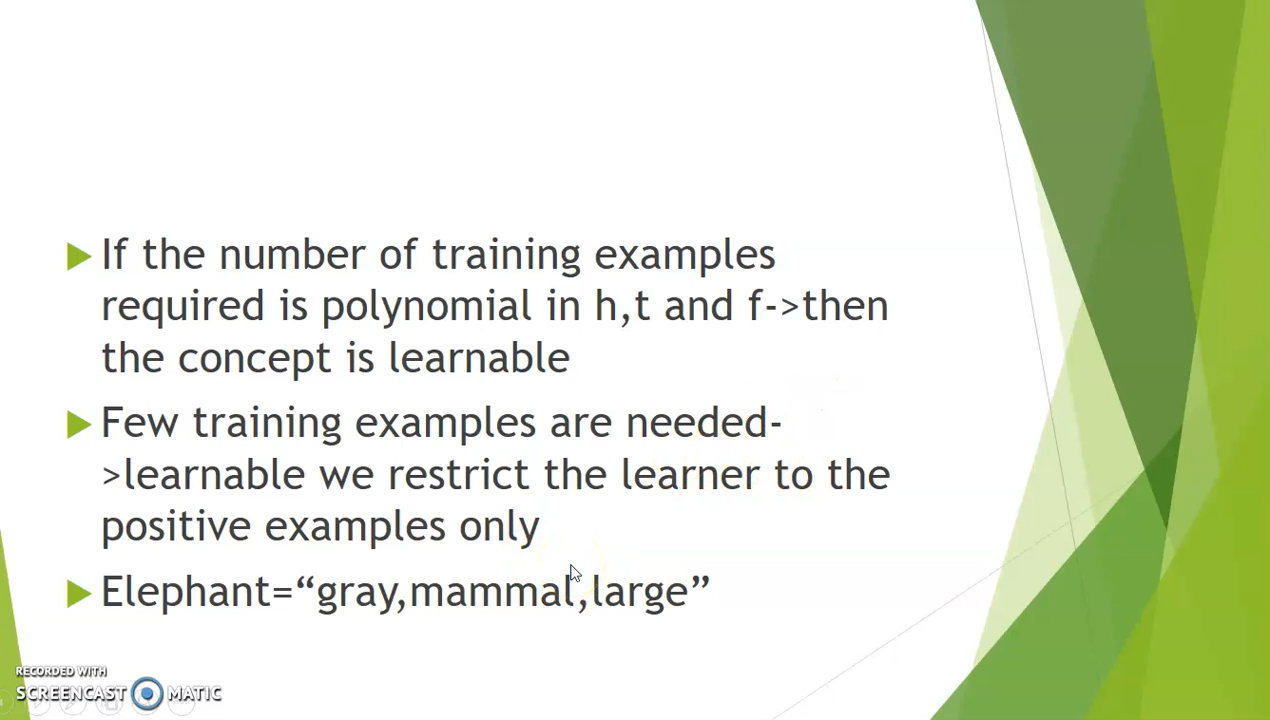 If the number of training examples
required is polynomial in h,t and f->then
the concept is learnable
Few training examples are needed-
>learnable we restrict the learner to the
positive examples only
Elephant=“gray,mammal,large”
RECORDED WITH
SCREENCAST MATIC